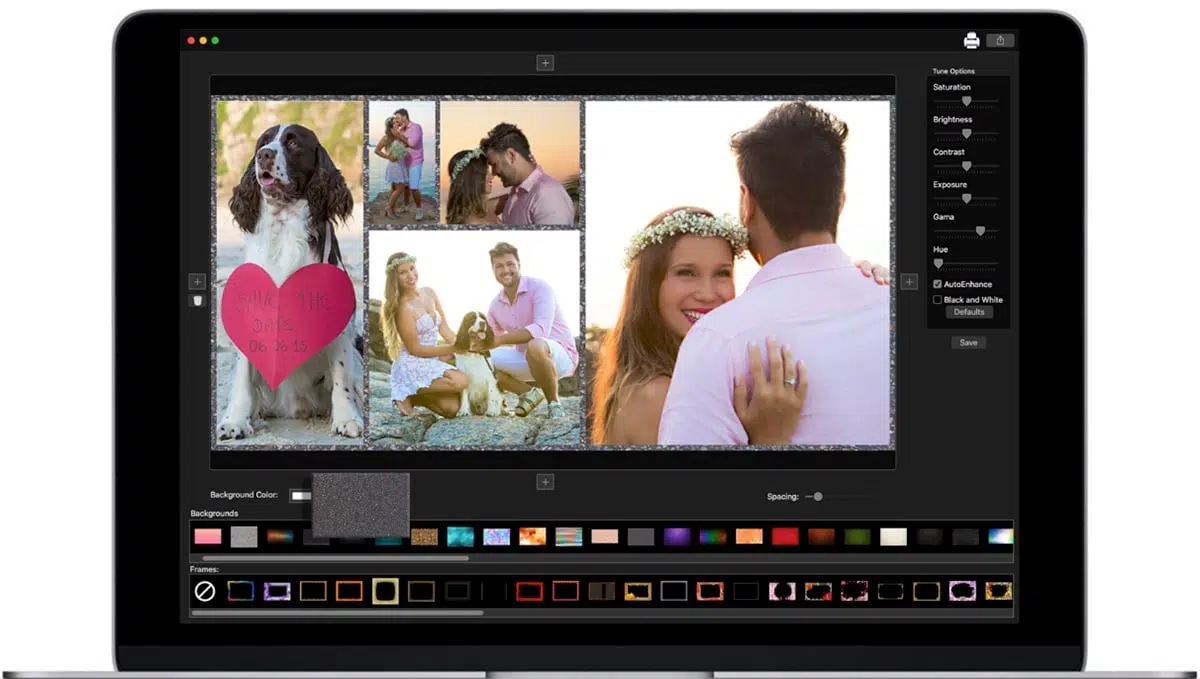 Tune Options
Saturation
Brightness
Contrast
Exposure
Gama
Hue
AutoEnhance
Black and White
Defaults
Save
SAVE THE
DATE
06 06 15
Background Color:
Spacing:
Backgrounds
Frames: